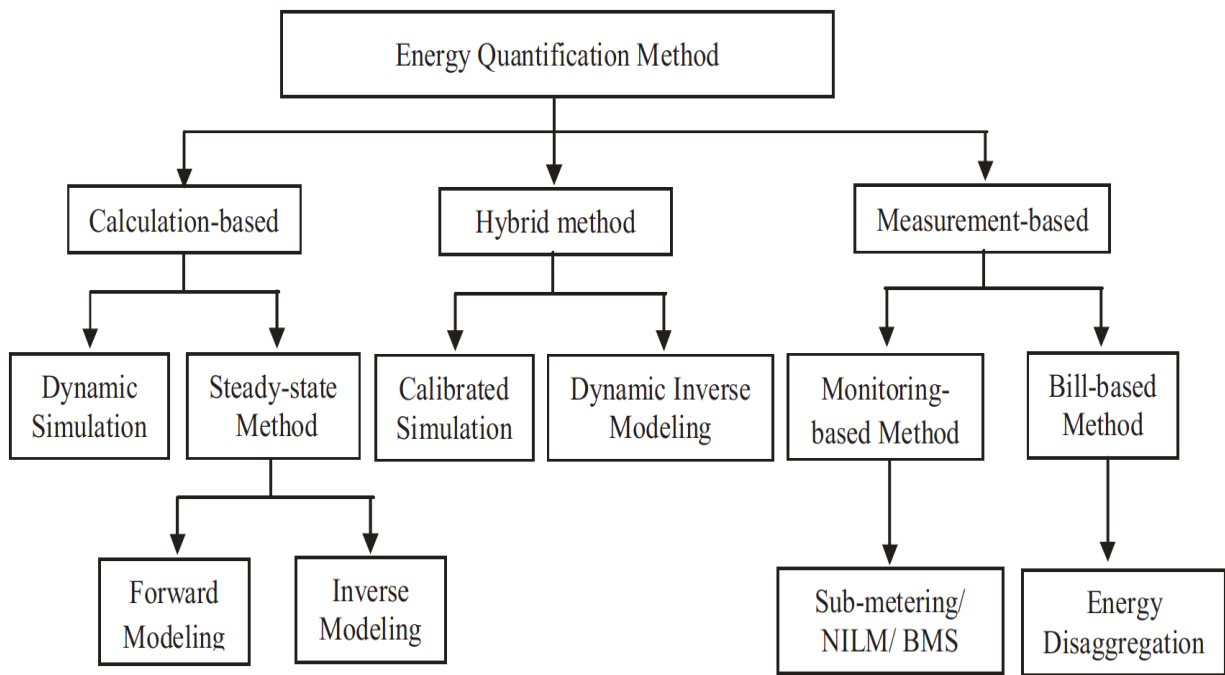 Energy Quantification Method
Calculation-based
Hybrid method
Measurement-based
Dynamic
Simulation
Steady-state
Method
Calibrated
Simulation
Dynamic Inverse
Modeling
Monitoring-
based Method
Bill-based
Method
Forward
Modeling
Inverse
Modeling
Sub-metering/
NILM/ BMS
Energy
Disaggregation